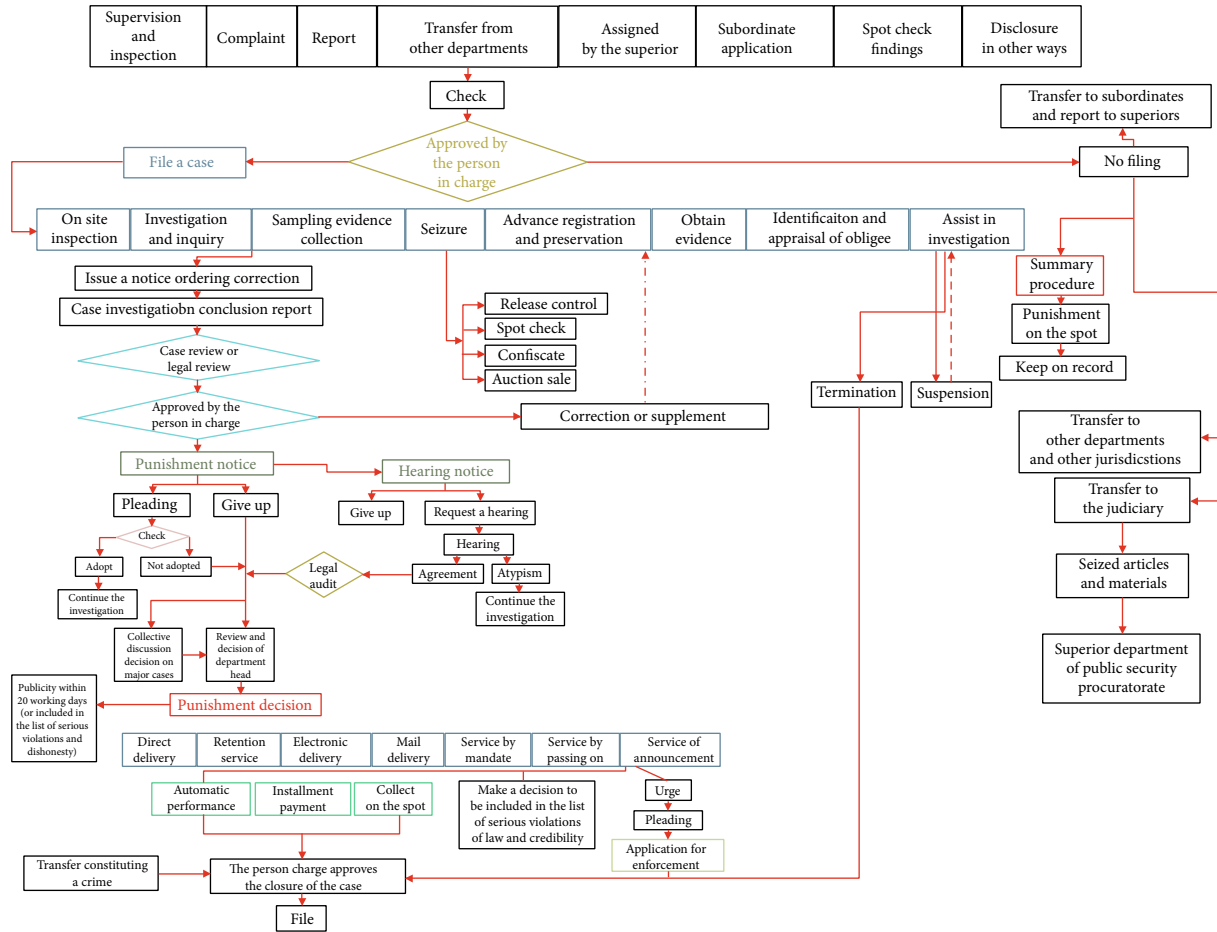 Supervision
and
inspection
Complaint
Report
Transfer from
other departments
Assigned
by the superior
Subordinate
application
Spot check
findings
Disclosure
in other ways
Check
Transfer to subordinates
and report to superiors
Approved by
the person
in charge
File a case
No filing
On site
inspection
Investigation
and inquiry
Sampling evidence
collection
Seizure
Advance registration
and preservation
Obtain
evidence
Identificaiton and
appraisal of obligee
Assist in
investigation
Issue a notice ordering correction
Case investigatiobn conclusion report
Summary
procedure
Release control
Spot check
Confiscate
Auction sale
Punishment
on the spot
Keep on record
Case review or
legal review
Termination
Suspension
Approved by the
person in charge
Correction or supplement
Transfer to
other departments
and other jurisdicstions
Punishment notice
Hearing notice
Pleading
Give up
Give up
Request a hearing
Transfer to
the judiciary
Check
Hearing
Adopt
Not adopted
Legal
audit
Agreement
Atypism
Seized articles
and materials
Continue the
investigation
Continue the
investigation
Collective
discussion
decision on
major cases
Review and
decision of
department
head
Superior department
of public security
procuratorate
Publicity within
20 working days
(or included in
the list of serious
violations and
dishonesty)
Punishment decision
Direct
delivery
Retention
service
Electronic
delivery
Mail
delivery
Service by
mandate
Service by
passing on
Service of
announcement
Automatic
performance
Installment
payment
Collect
on the spot
Make a decision to
be included in the list
of serious violations
of law and credibility
Urge
Pleading
Application for
enforcement
Transfer constituting
a crime
The person charge approves
the closure of the case
File